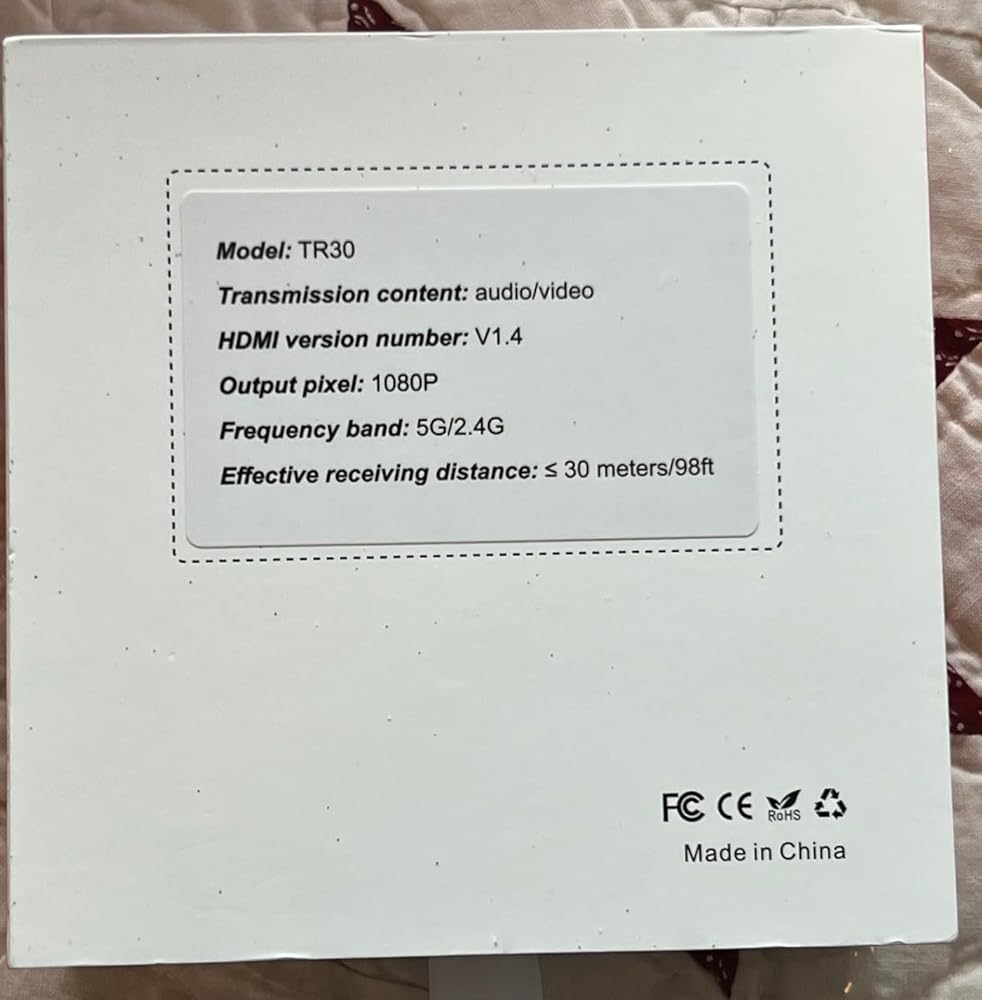 Model: TR30
Transmission content: audio/video
HDMI version number: V1.4
Output pixel: 1080P
Frequency band: 5G/2.4G
Effective receiving distance: ≤ 30 meters/98ft
FC CE RoHS
Made in China